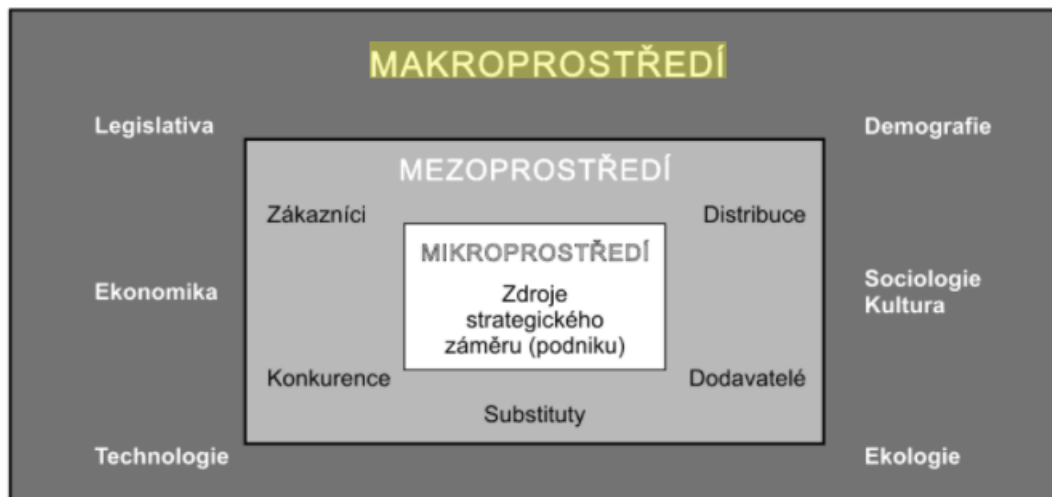 MAKROPROSTŘEDÍ
Legislativa
Demografie
MEZOPROSTŘEDÍ
Zákazníci
Distribuce
MIKROPROSTŘEDÍ
Zdroje
strategického
záměru (podniku)
Ekonomika
Sociologie
Kultura
Konkurence
Dodavatelé
Substituty
Technologie
Ekologie